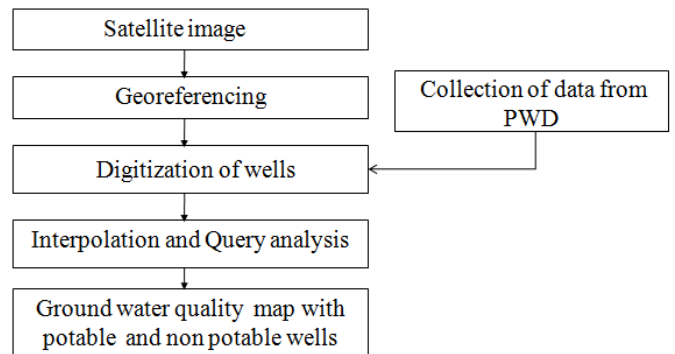 Satellite image
Georeferencing
Collection of data from
PWD
Digitization of wells
Interpolation and Query analysis
Ground water quality map with
potable and non potable wells